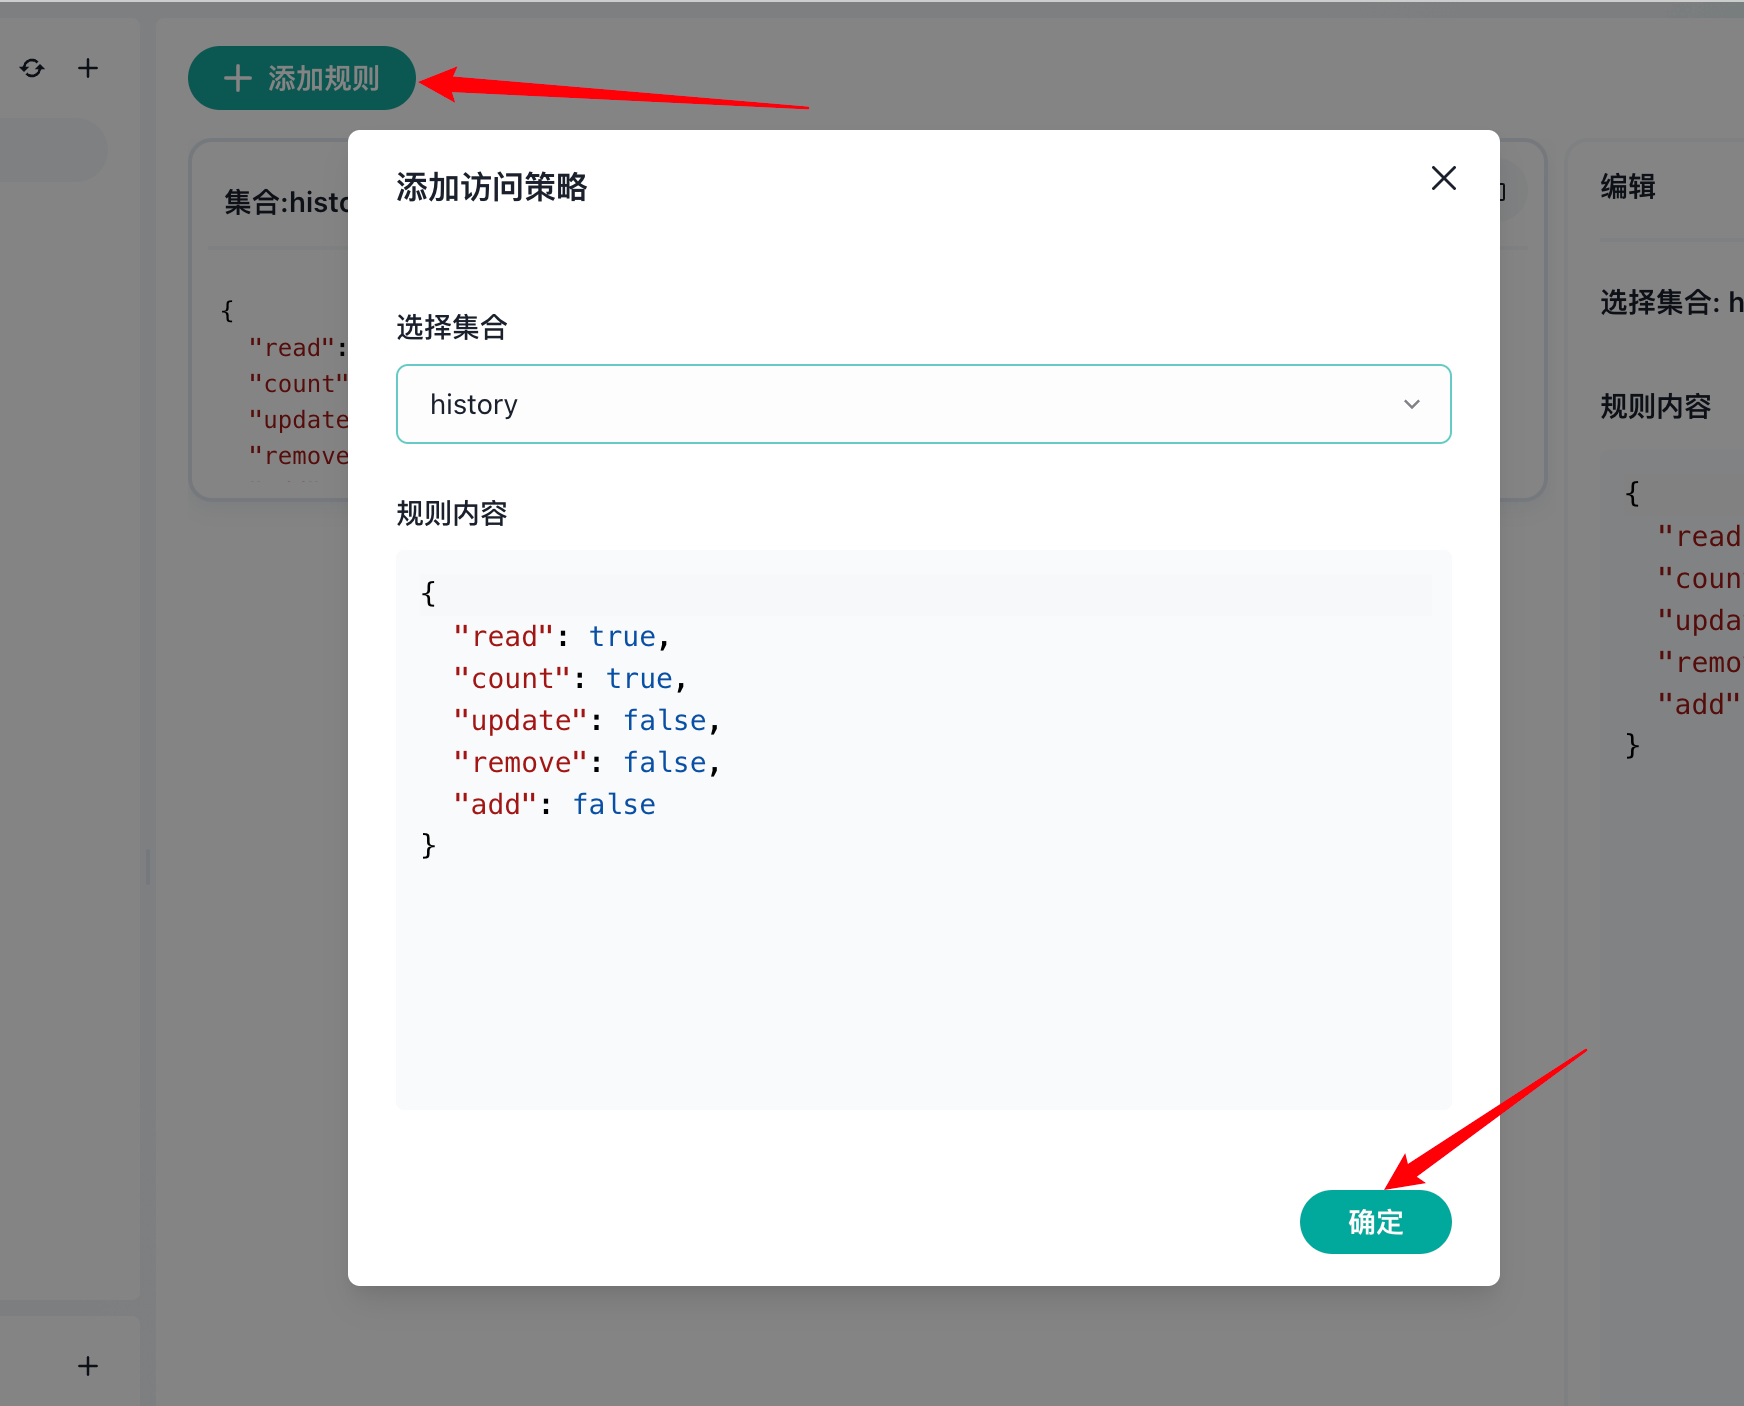 添加规则
集合:histo
{
"read":
"count"
"update
"remove
添加访问策略
选择集合
history
规则内容
{
"read": true,
"count": true,
"update": false,
"remove": false,
"add": false
}
确定
编辑
选择集合: h
规则内容
{
"read
"coun
"upda
"remo
"add"
}